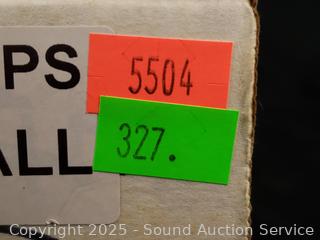 PS
5504
327.
ALL
Copyright 2025 - Sound Auction Service